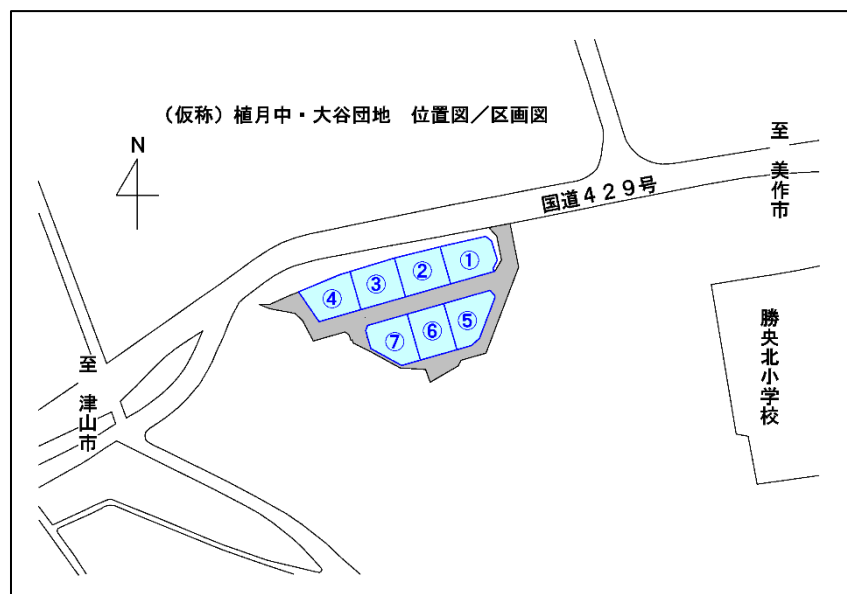 （仮称）植月中・大谷団地　位置図／区画図
N
至　美作市
国道４２９号
①
②
③
④
⑤
⑥
⑦
勝央北小学校
至　津山市